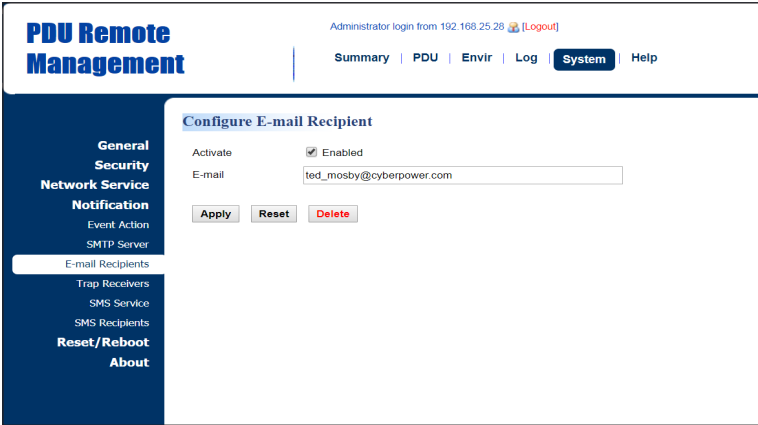 PDU Remote
Management
Administrator login from 192.168.25.28 [Logout]
Summary | PDU | Envir | Log | System | Help
General
Security
Network Service
Notification
Event Action
SMTP Server
E-mail Recipients
Trap Receivers
SMS Service
SMS Recipients
Reset/Reboot
About
Configure E-mail Recipient
Activate Enabled
E-mail ted_mosby@cyberpower.com
Apply Reset Delete